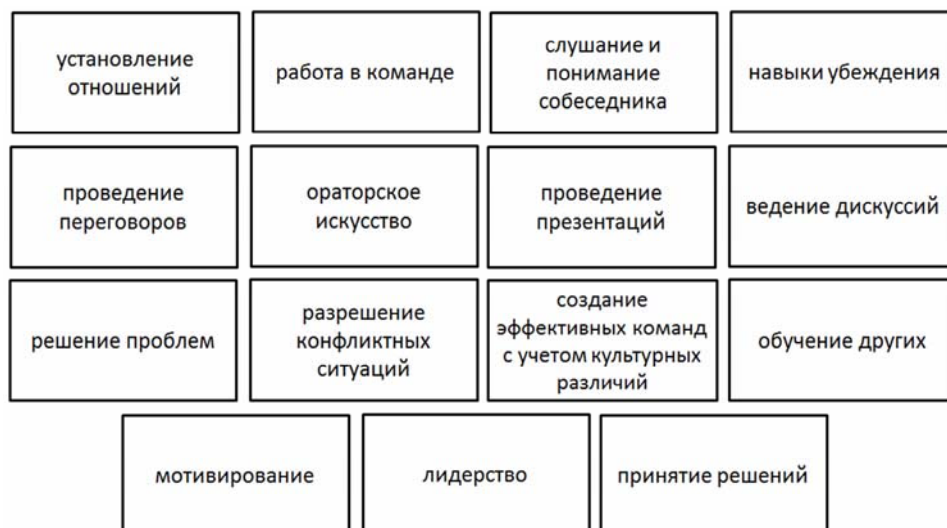 установление
отношений
работа в команде
слушание и
понимание
собеседника
навыки убеждения
проведение
переговоров
ораторское
искусство
проведение
презентаций
ведение дискуссий
решение проблем
разрешение
конфликтных
ситуаций
создание
эффективных команд
с учетом культурных
различий
обучение других
мотивирование
лидерство
принятие решений